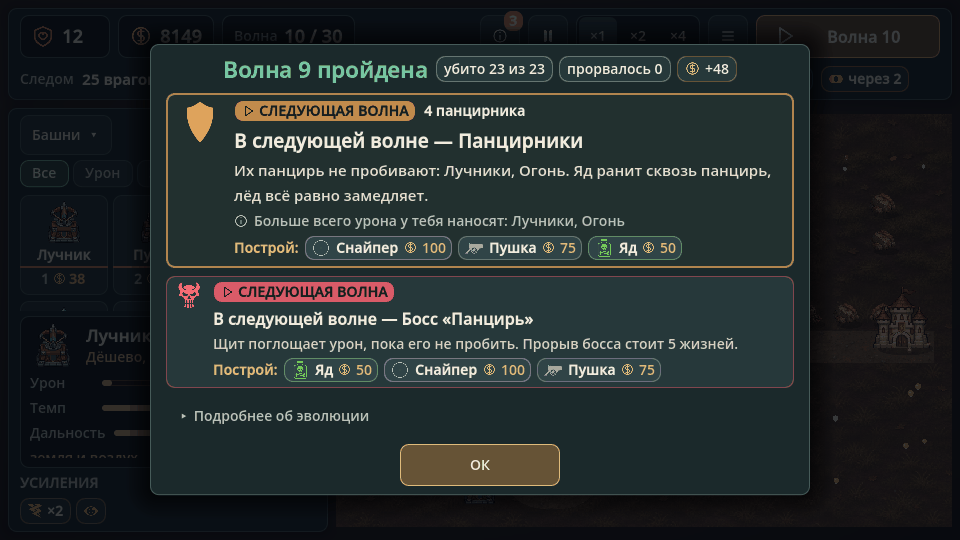 12
8149
Волна 10 / 30
3
×1
×2
×4
Волна 10
Следом 25
через 2
Волна 9 пройдена
убито 23 из 23
прорвалось 0
+48
СЛЕДУЮЩАЯ ВОЛНА
4 панцирника
В следующей волне — Панцирники
Их панцирь не пробивают: Лучники, Огонь. Яд ранит сквозь панцирь,
лёд всё равно замедляет.
Больше всего урона у тебя наносят: Лучники, Огонь
Построй: Снайпер 100 Пушка 75 Яд 50
СЛЕДУЮЩАЯ ВОЛНА
В следующей волне — Босс «Панцирь»
Щит поглощает урон, пока его не пробить. Прорыв босса стоит 5 жизней.
Построй: Яд 50 Снайпер 100 Пушка 75
Подробнее об эволюции
ОК
Башни
Все
Урон
Лучник
1 38
2
Лучник
Дёшево,
Урон
Темп
Дальность
УСИЛЕНИЯ
×2